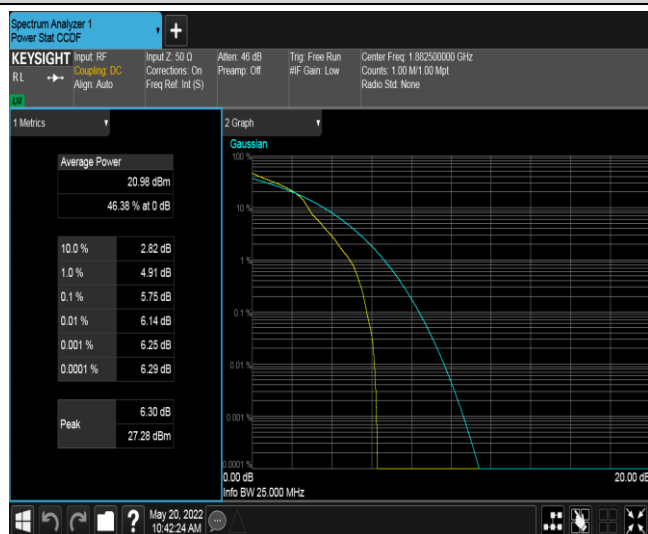 Spectrum Analyzer 1
Power Stat CCDF
KEYSIGHT
RL
LXI
Input: RF
Coupling: DC
Align: Auto
Input Z: 50 Ω
Corrections: On
Freq Ref: Int (S)
Atten: 46 dB
Preamp: Off
Trig: Free Run
#IF Gain: Low
Center Freq: 1.882500000 GHz
Counts: 1.00 M/1.00 Mpt
Radio Std: None
1 Metrics
Average Power
20.98 dBm
46.38 % at 0 dB
10.0 % 2.82 dB
1.0 % 4.91 dB
0.1 % 5.75 dB
0.01 % 6.14 dB
0.001 % 6.25 dB
0.0001 % 6.29 dB
Peak
6.30 dB
27.28 dBm
2 Graph
Gaussian
100 %
10 %
1 %
0.1 %
0.01 %
0.001 %
0.0001 %
0.00 dB
20.00 dB
Info BW 25.000 MHz
?
May 20, 2022
10:42:24 AM